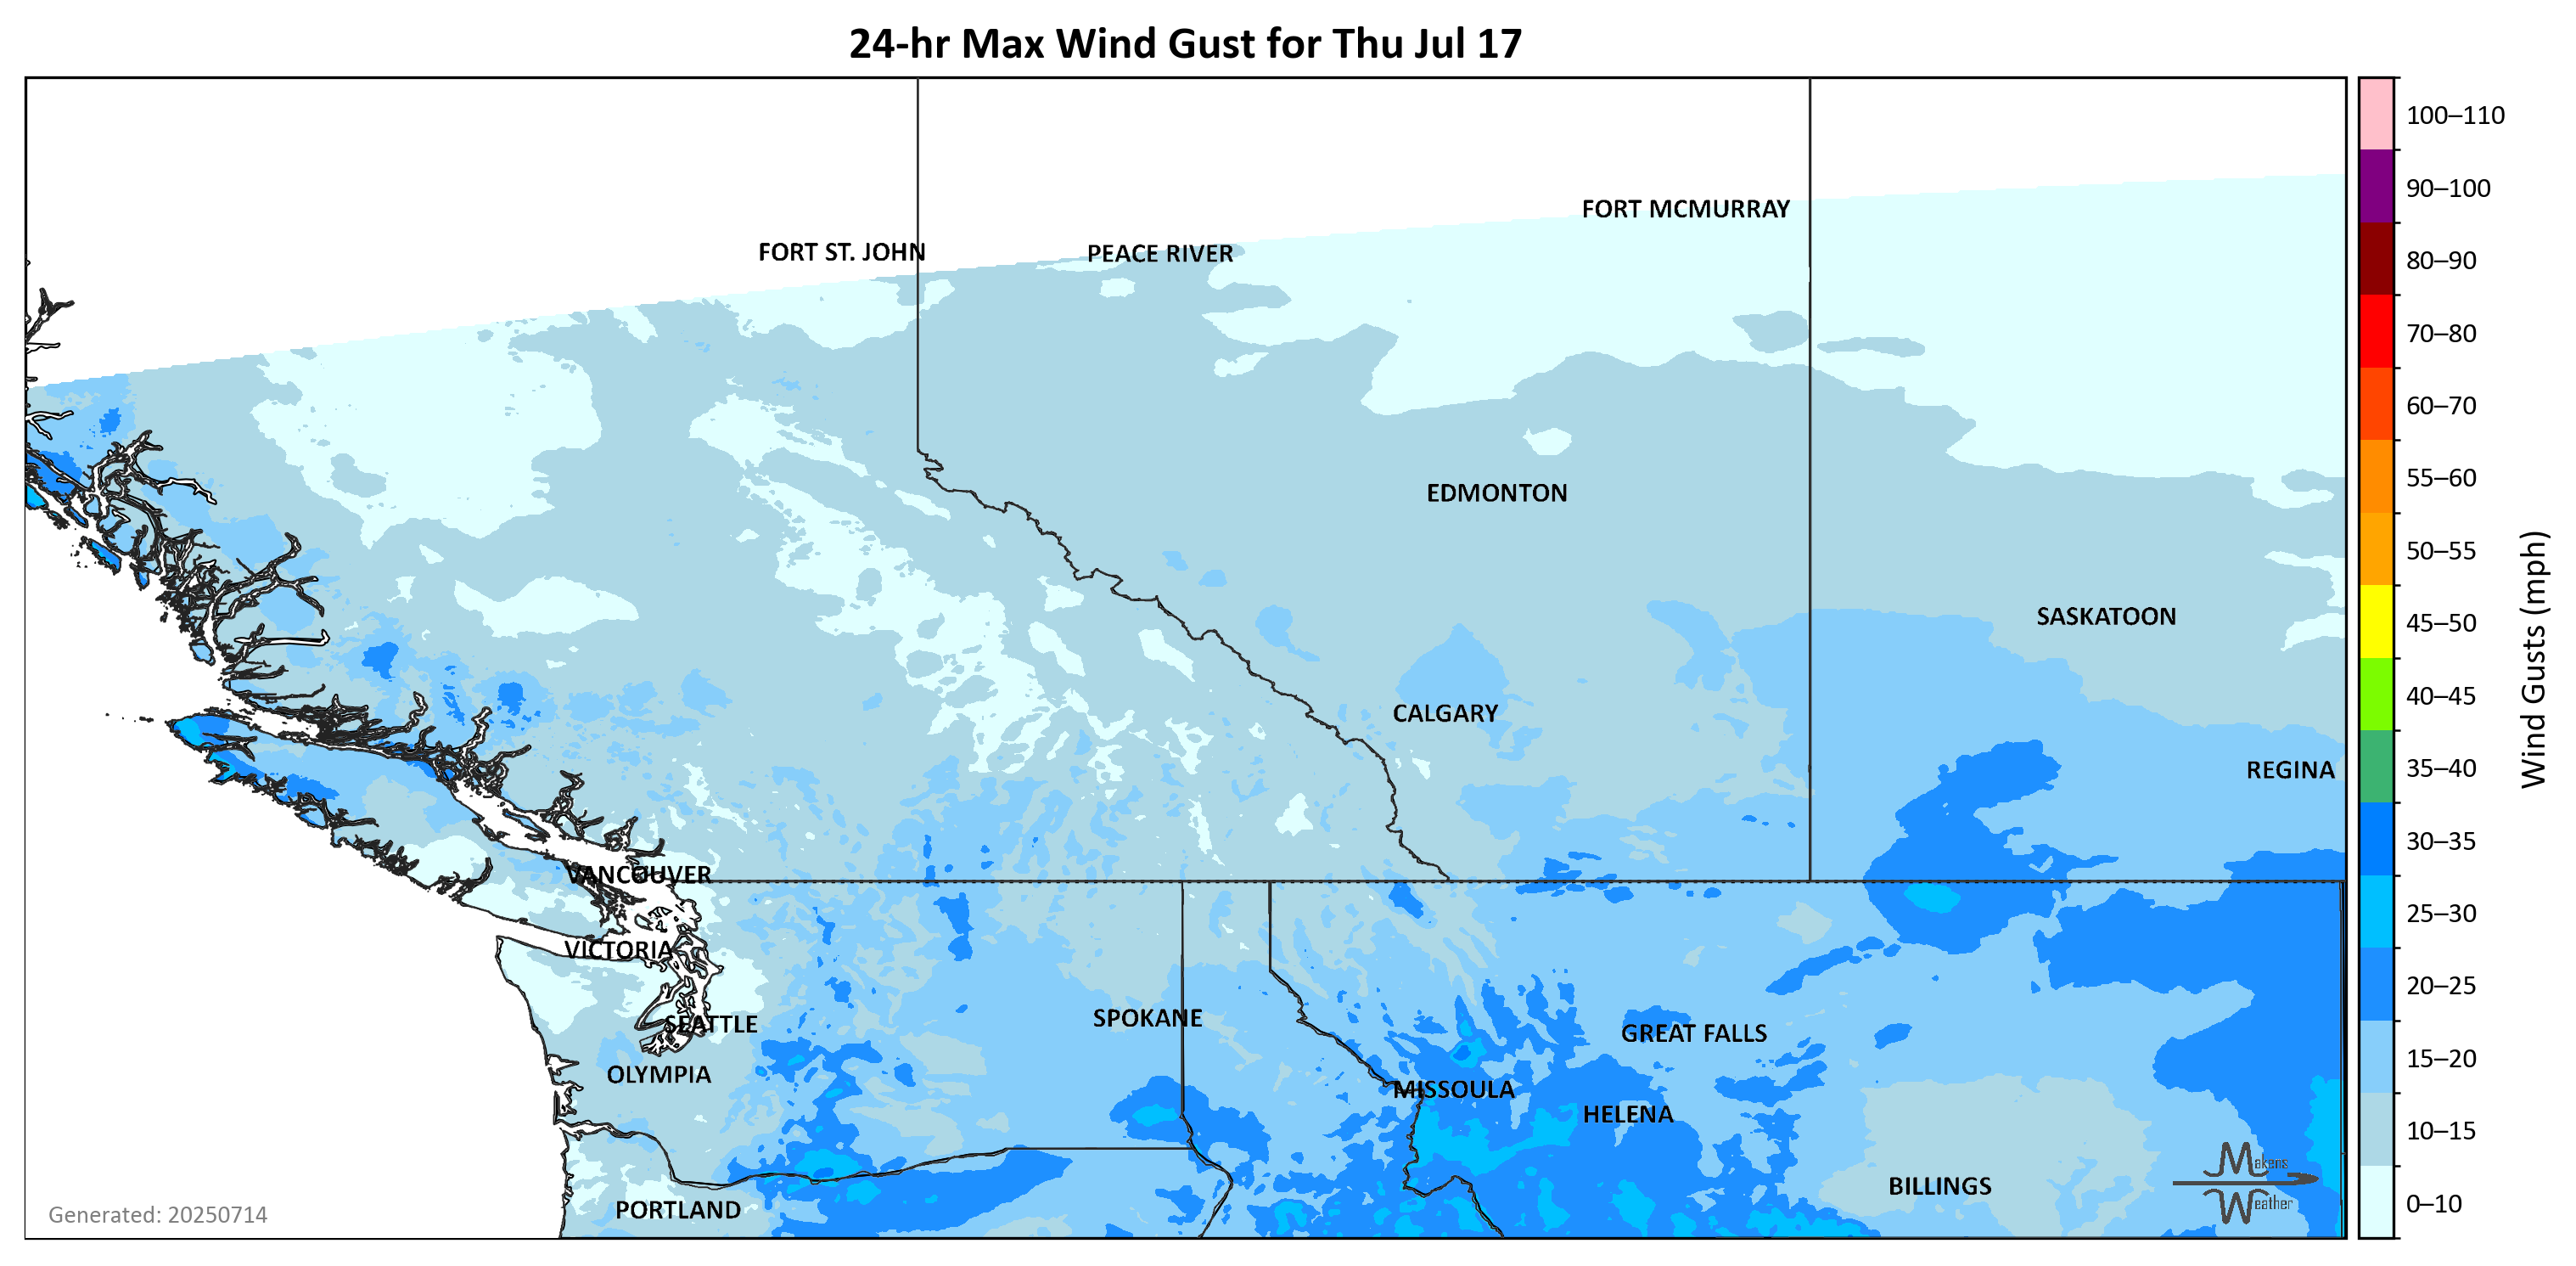 24-hr Max Wind Gust for Thu Jul 17
100–110
90–100
80–90
70–80
60–70
55–60
50–55
45–50
40–45
35–40
30–35
25–30
20–25
15–20
10–15
0–10
Wind Gusts (mph)
FORT MCMURRAY
FORT ST. JOHN
PEACE RIVER
EDMONTON
SASKATOON
CALGARY
REGINA
VANCOUVER
VICTORIA
SEATTLE
SPOKANE
GREAT FALLS
OLYMPIA
MISSOULA
HELENA
BILLINGS
PORTLAND
Makens
Weather
Generated: 20250714